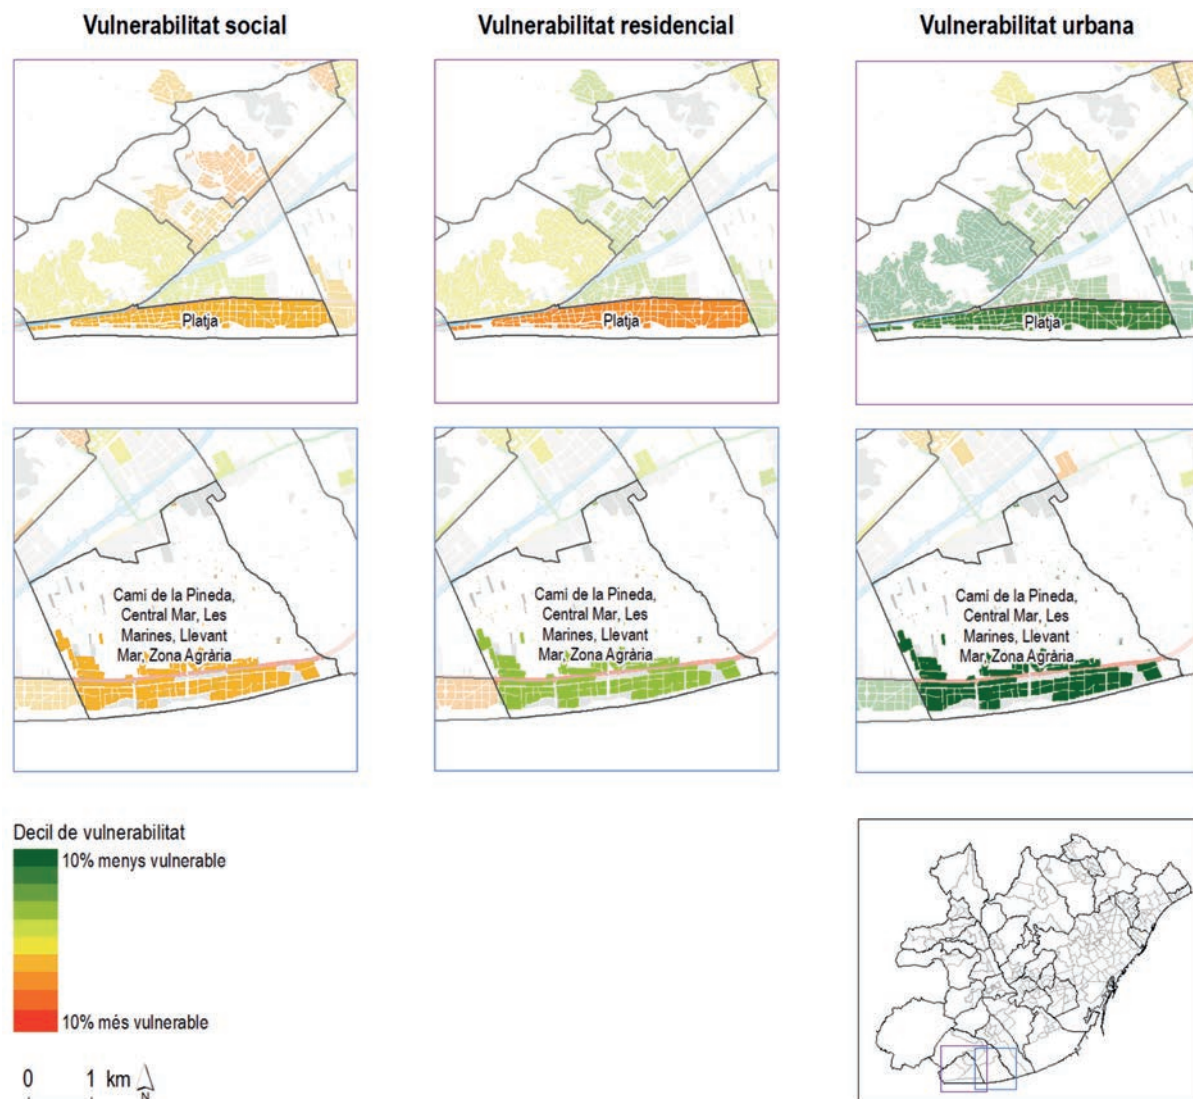 Vulnerabilitat social
Vulnerabilitat residencial
Vulnerabilitat urbana
Platja
Platja
Platja
Camí de la Pineda,
Central Mar, Les
Marines, Llevant
Mar, Zona Agrària
Camí de la Pineda,
Central Mar, Les
Marines, Llevant
Mar, Zona Agrària
Camí de la Pineda,
Central Mar, Les
Marines, Llevant
Mar, Zona Agrària
Decil de vulnerabilitat
10% menys vulnerable
10% més vulnerable
0 1 km
N